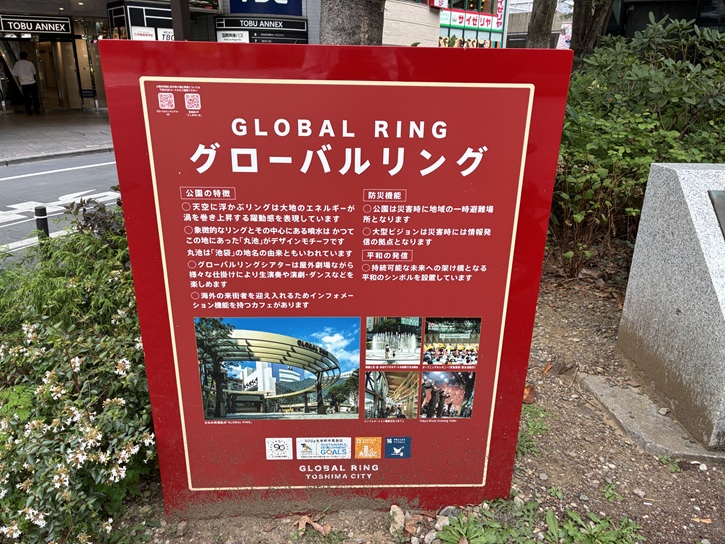 TOBU ANNEX
TOBU ANNEX
サイゼリヤ
GLOBAL RING
グローバルリング
公園の特徴
○天空に浮かぶリングは大地のエネルギーが
渦を巻き上昇する躍動感を表現しています
○象徴的なリングとその中心にある噴水は かつて
この地にあった「丸池」がデザインモチーフです
丸池は「池袋」の地名の由来ともいわれています
○グローバルリングシアターは屋外劇場ながら
様々な仕掛けにより生演奏や演劇・ダンスなどを
楽しめます
○海外の来街者を迎え入れるためインフォメー
ション機能を持つカフェがあります
防災機能
○公園は災害時に地域の一時避難場
所となります
○大型ビジョンは災害時には情報発
信の拠点となります
平和の発信
○持続可能な未来への架け橋となる
平和のシンボルを設置しています
GLOBAL RING
SUSTAINABLE
DEVELOPMENT
GOALS
GLOBAL RING
TOSHIMA CITY